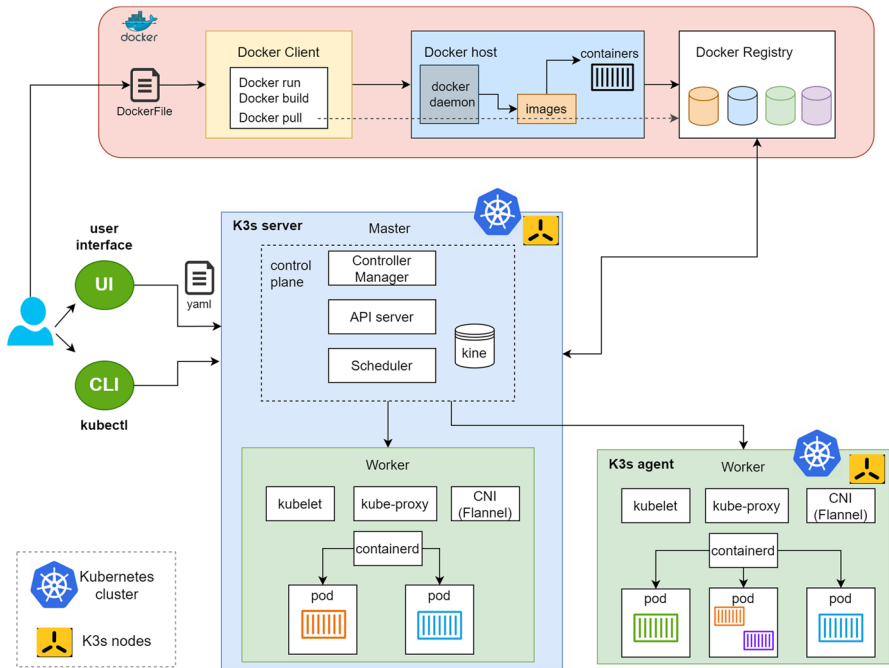 docker
DockerFile
Docker Client
Docker run
Docker build
Docker pull
Docker host
docker
daemon
images
containers
Docker Registry
user
interface
UI
yaml
CLI
kubectl
K3s server
Master
control
plane
Controller
Manager
API server
Scheduler
kine
Worker
kubelet
kube-proxy
CNI
(Flannel)
containerd
pod
pod
K3s agent
Worker
kubelet
kube-proxy
CNI
(Flannel)
containerd
pod
pod
pod
Kubernetes
cluster
K3s nodes